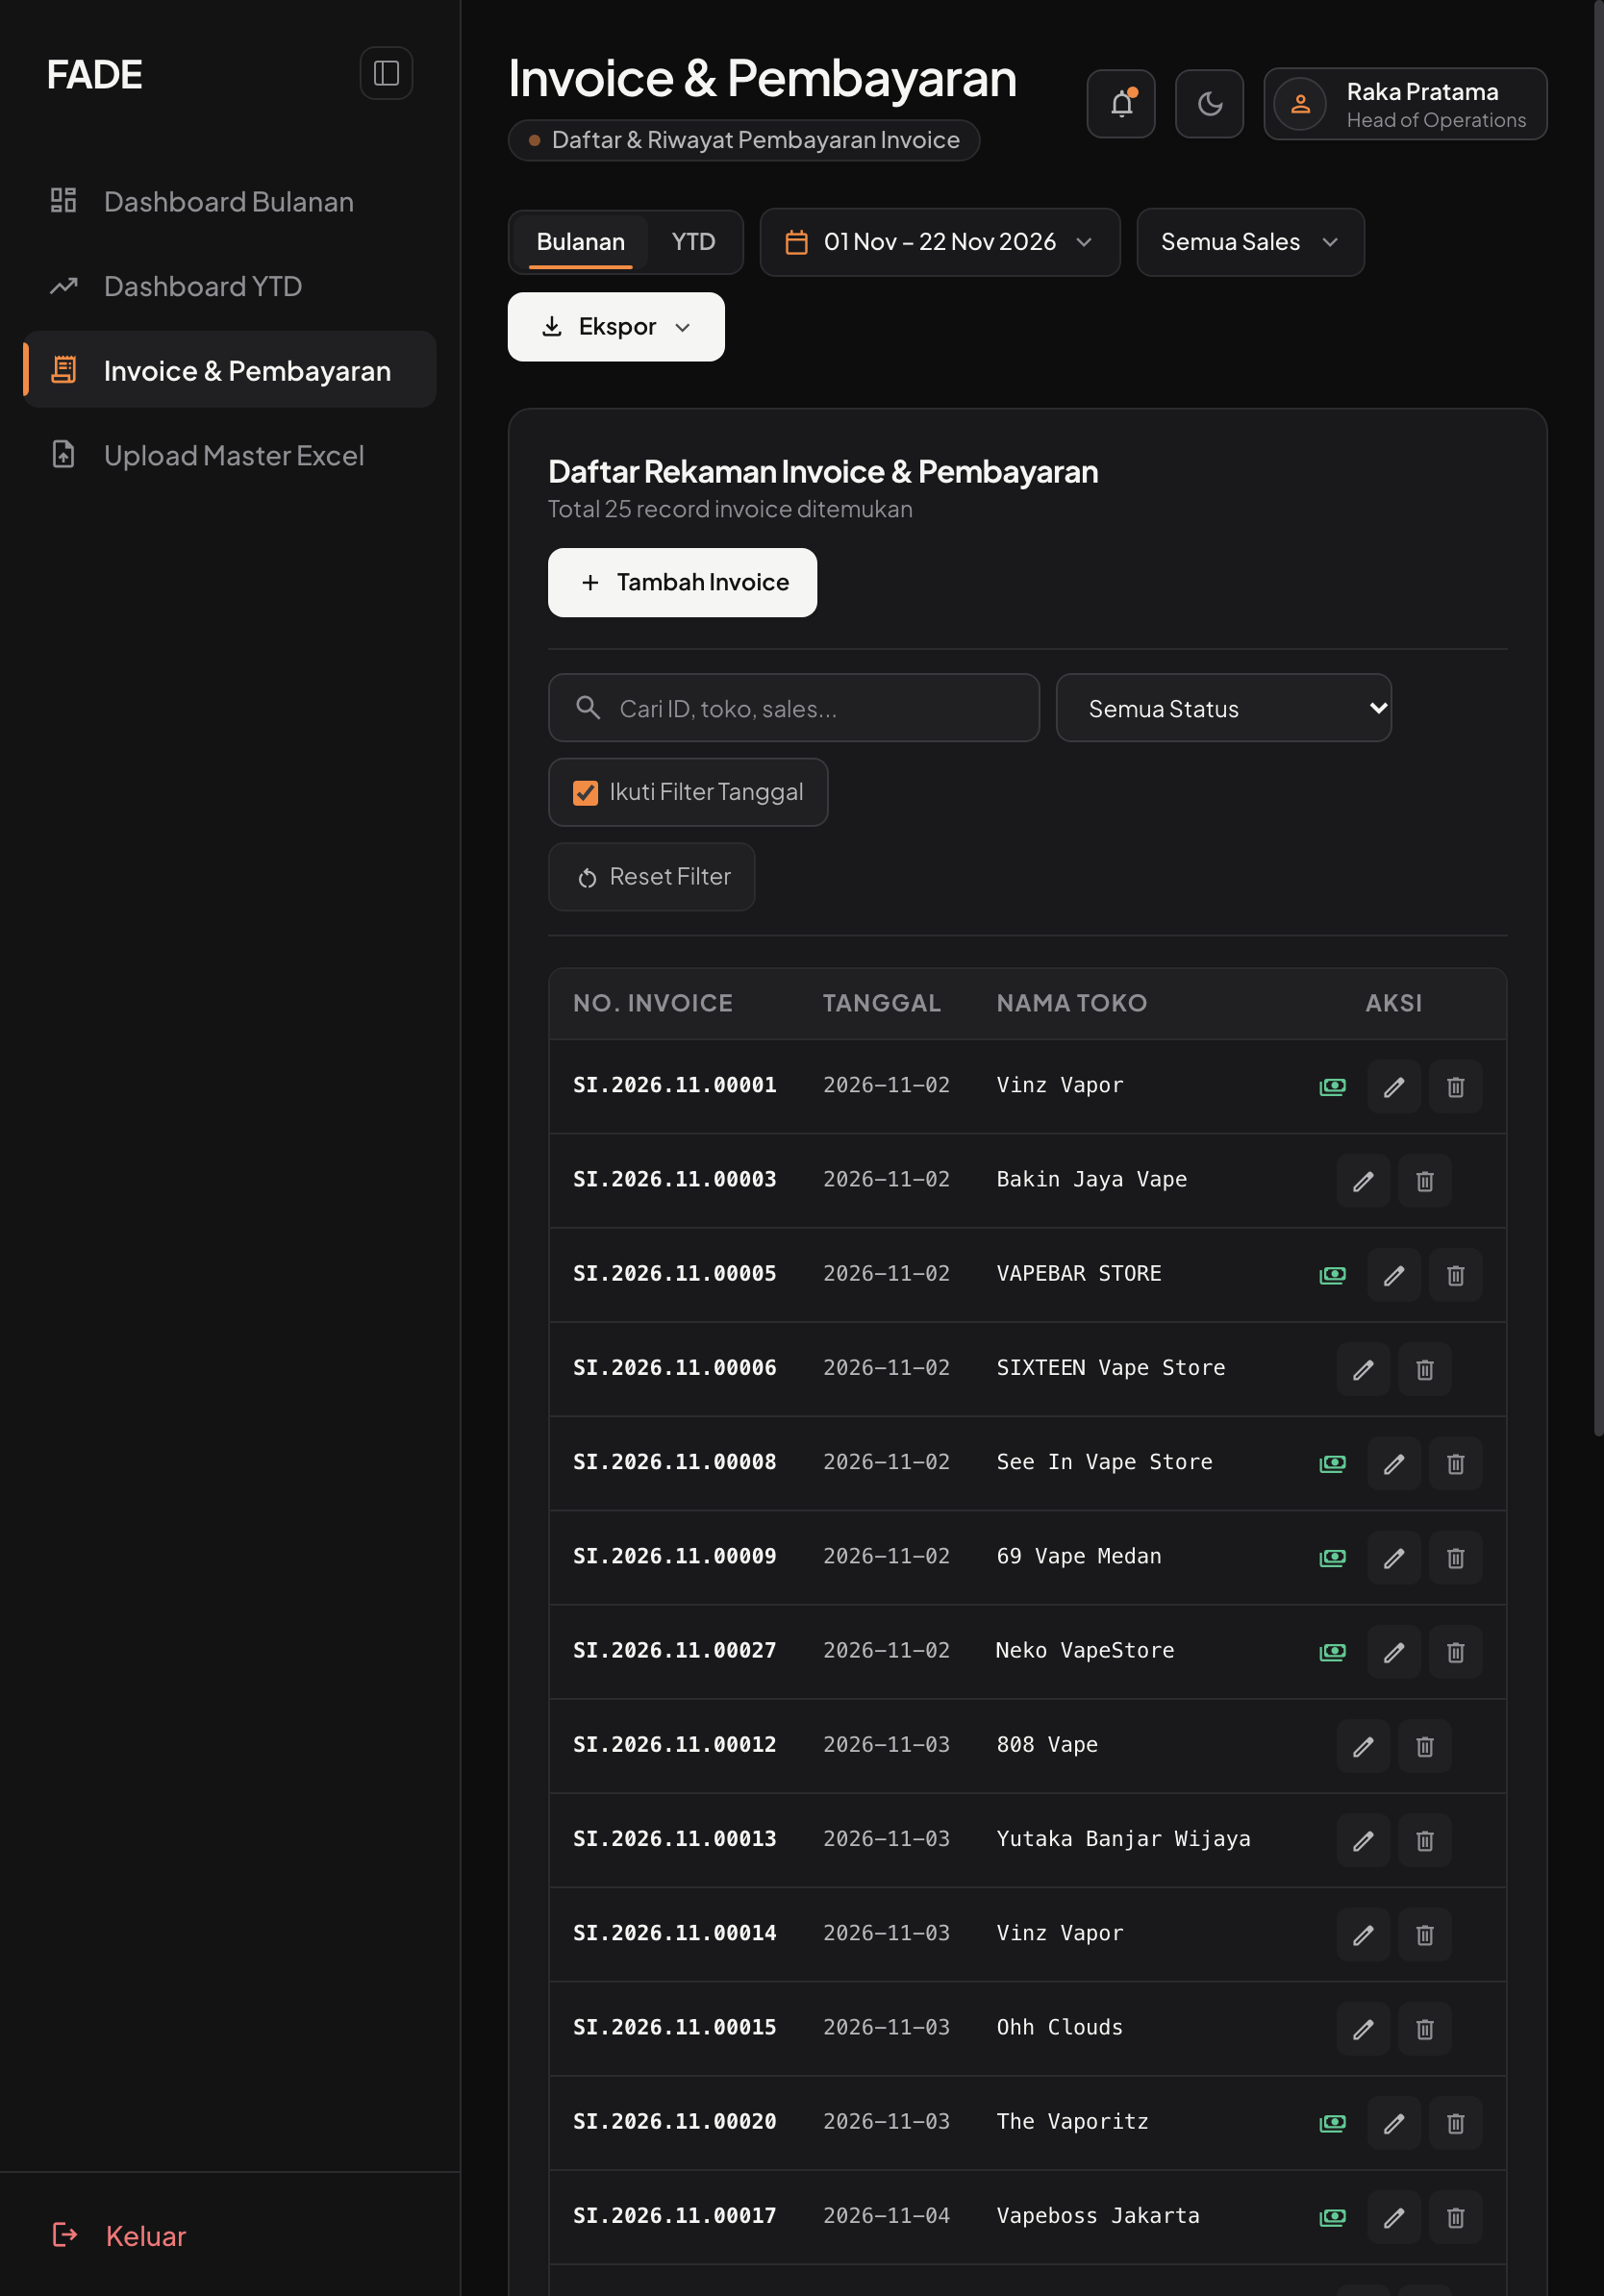 FADE
Dashboard Bulanan
Dashboard YTD
Invoice & Pembayaran
Upload Master Excel
Keluar
Invoice & Pembayaran
Daftar & Riwayat Pembayaran Invoice
Raka Pratama
Head of Operations
Bulanan YTD 01 Nov – 22 Nov 2026 Semua Sales
Ekspor
Daftar Rekaman Invoice & Pembayaran
Total 25 record invoice ditemukan
Tambah Invoice
Cari ID, toko, sales... Semua Status
Ikuti Filter Tanggal
Reset Filter
NO. INVOICE TANGGAL NAMA TOKO AKSI
SI.2026.11.00001 2026-11-02 Vinz Vapor
SI.2026.11.00003 2026-11-02 Bakin Jaya Vape
SI.2026.11.00005 2026-11-02 VAPEBAR STORE
SI.2026.11.00006 2026-11-02 SIXTEEN Vape Store
SI.2026.11.00008 2026-11-02 See In Vape Store
SI.2026.11.00009 2026-11-02 69 Vape Medan
SI.2026.11.00027 2026-11-02 Neko VapeStore
SI.2026.11.00012 2026-11-03 808 Vape
SI.2026.11.00013 2026-11-03 Yutaka Banjar Wijaya
SI.2026.11.00014 2026-11-03 Vinz Vapor
SI.2026.11.00015 2026-11-03 Ohh Clouds
SI.2026.11.00020 2026-11-03 The Vaporitz
SI.2026.11.00017 2026-11-04 Vapeboss Jakarta